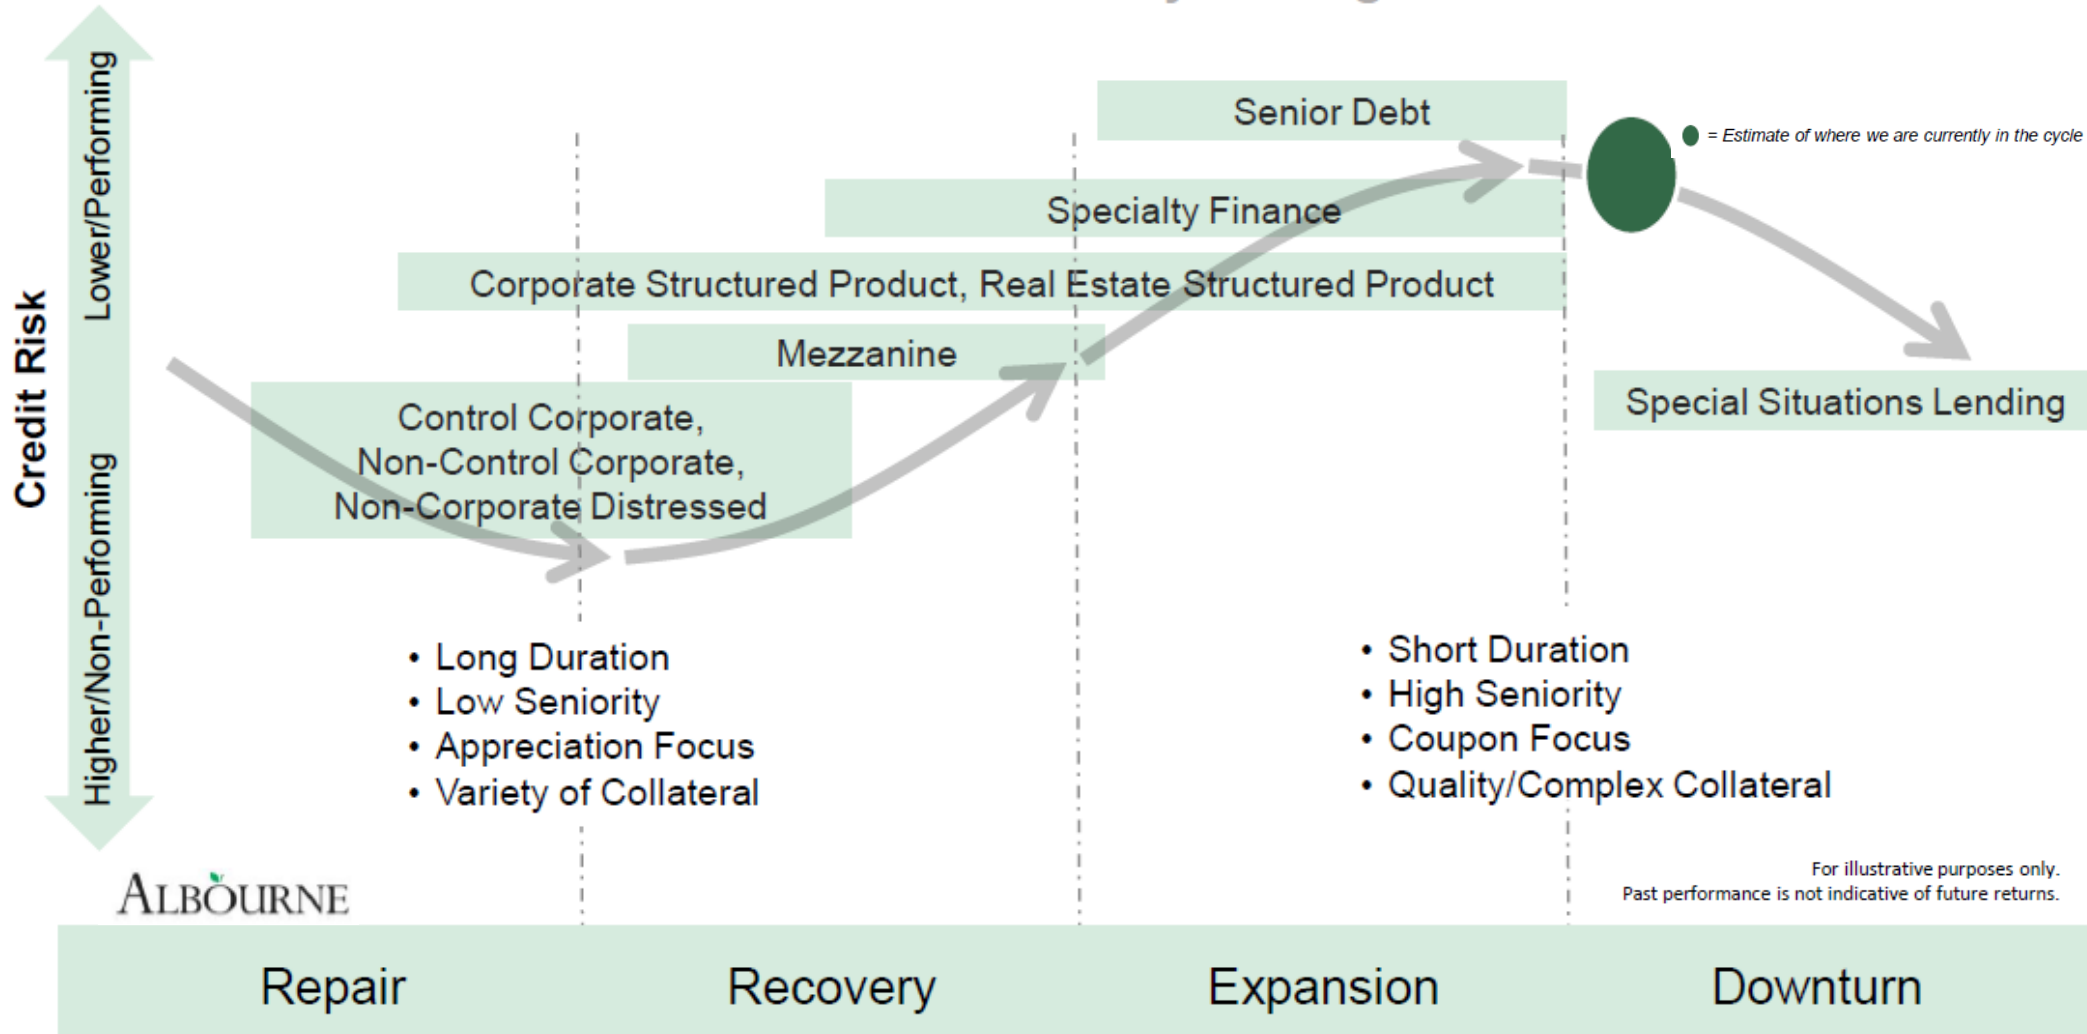 Senior Debt
= Estimate of where we are currently in the cycle
Specialty Finance
Corporate Structured Product, Real Estate Structured Product
Mezzanine
Control Corporate,
Non-Control Corporate,
Non-Corporate Distressed
Special Situations Lending
Credit Risk
Lower/Performing
Higher/Non-Performing
• Long Duration
• Low Seniority
• Appreciation Focus
• Variety of Collateral
• Short Duration
• High Seniority
• Coupon Focus
• Quality/Complex Collateral
ALBOURNE
For illustrative purposes only.
Past performance is not indicative of future returns.
Repair
Recovery
Expansion
Downturn